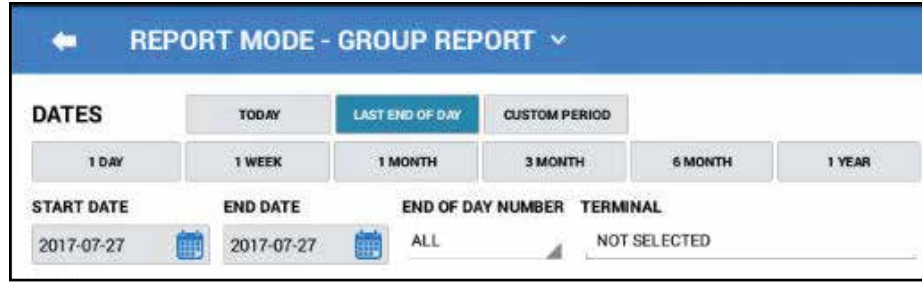 REPORT MODE - GROUP REPORT
DATES TODAY LAST END OF DAY CUSTOM PERIOD
1 DAY 1 WEEK 1 MONTH 3 MONTH 6 MONTH 1 YEAR
START DATE END DATE END OF DAY NUMBER TERMINAL
2017-07-27 2017-07-27 ALL NOT SELECTED